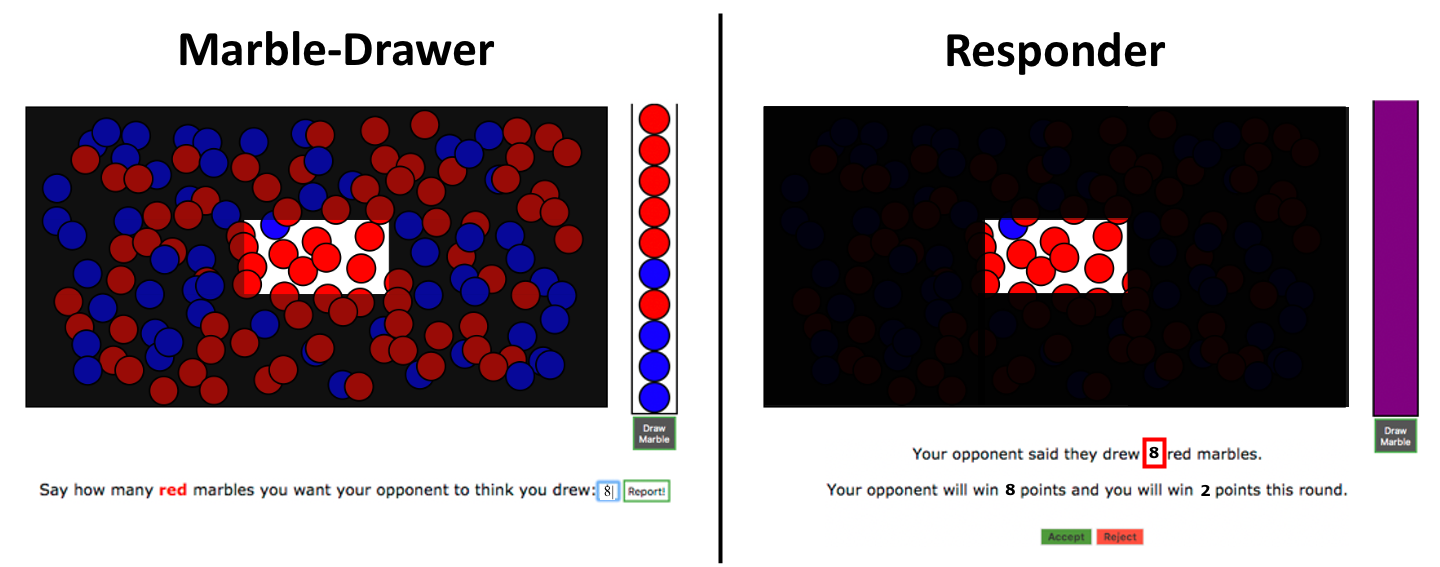 Marble-Drawer
Draw
Marble
Say how many red marbles you want your opponent to think you drew: 8 Report!
Responder
Draw
Marble
Your opponent said they drew 8 red marbles.
Your opponent will win 8 points and you will win 2 points this round.
Accept Reject